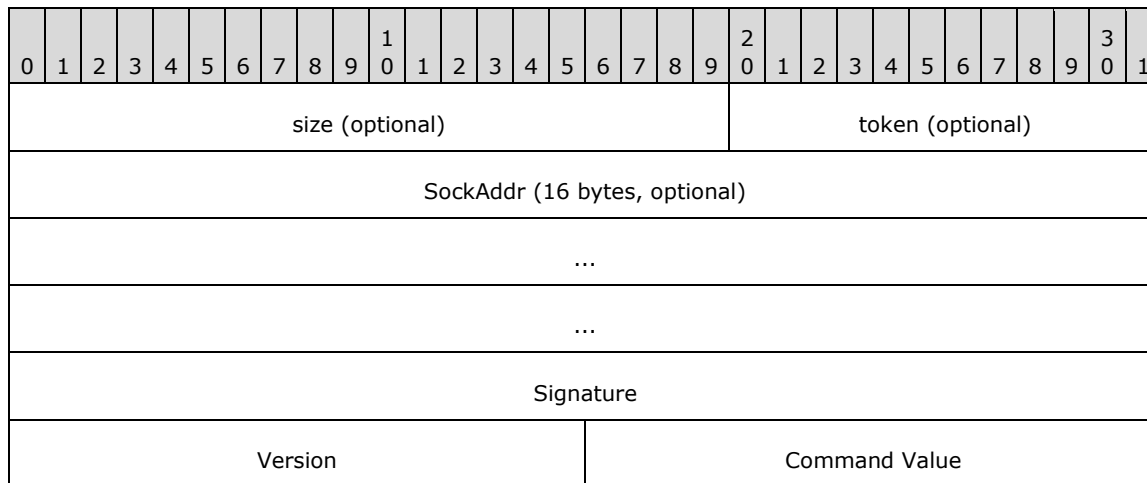 1 2 3
0 1 2 3 4 5 6 7 8 9 0 1 2 3 4 5 6 7 8 9 0 1 2 3 4 5 6 7 8 9 0 1
size (optional) token (optional)
SockAddr (16 bytes, optional)
...
...
Signature
Version Command Value